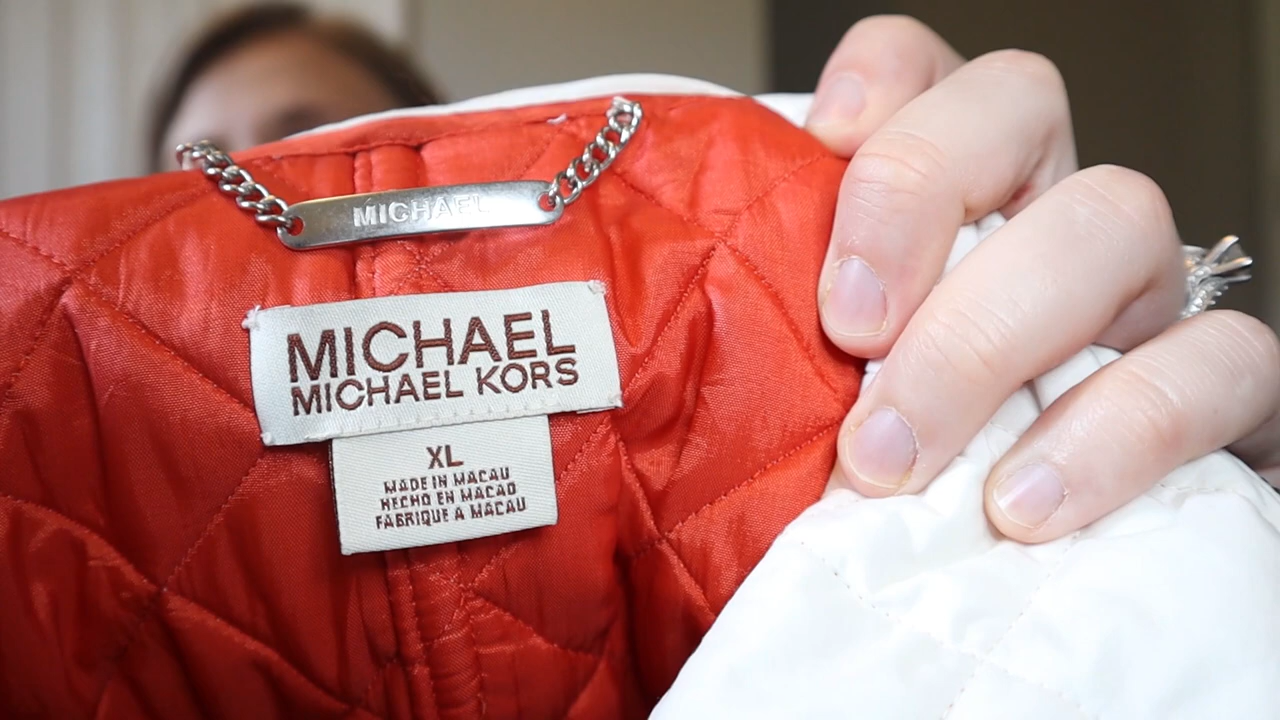 MICHAEL
MICHAEL
MICHAEL KORS
XL
MADE IN MACAU
HECHO EN MACAO
FABRIQUE A MACAU